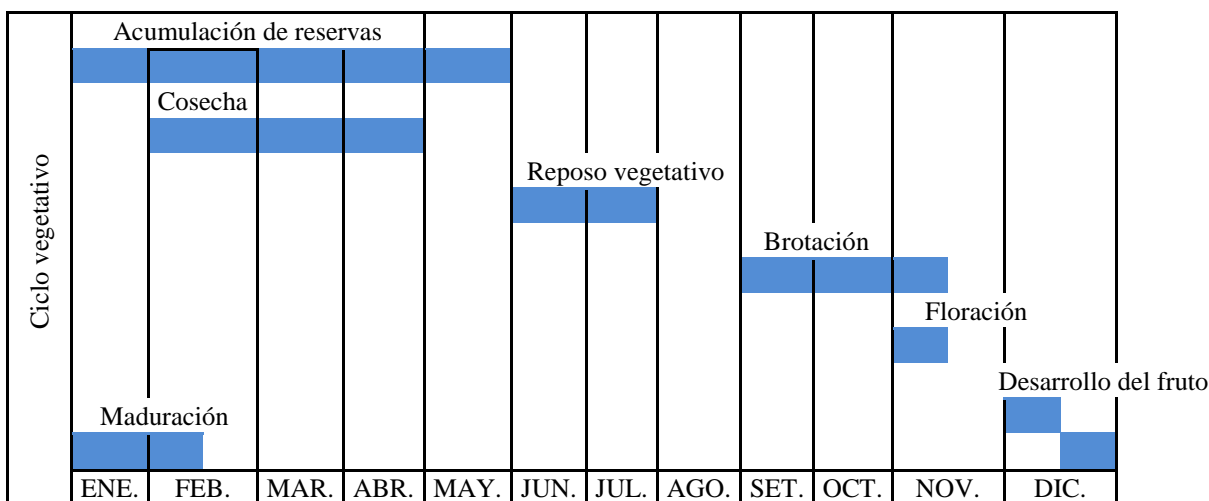 Ciclo vegetativo
Acumulación de reservas
Cosecha
Reposo vegetativo
Brotación
Floración
Desarrollo del fruto
Maduración
ENE. FEB. MAR. ABR. MAY. JUN. JUL. AGO. SET. OCT. NOV. DIC.